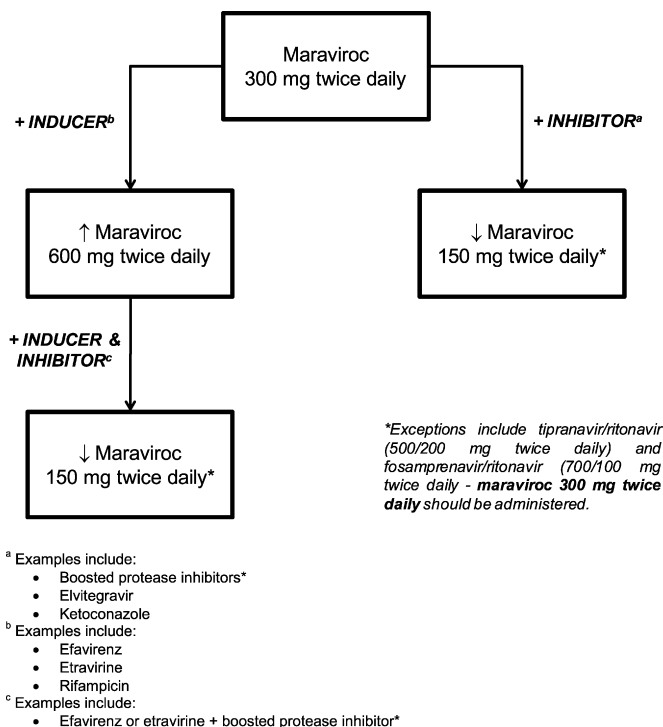 Maraviroc
300 mg twice daily
+ INDUCERᵇ
+ INHIBITORᵃ
↑ Maraviroc
600 mg twice daily
↓ Maraviroc
150 mg twice daily*
+ INDUCER &
INHIBITORᶜ
↓ Maraviroc
150 mg twice daily*
*Exceptions include tipranavir/ritonavir
(500/200 mg twice daily) and
fosamprenavir/ritonavir (700/100 mg
twice daily - maraviroc 300 mg twice
daily should be administered.
ᵃ Examples include:
• Boosted protease inhibitors*
• Elvitegravir
• Ketoconazole
ᵇ Examples include:
• Efavirenz
• Etravirine
• Rifampicin
ᶜ Examples include:
• Efavirenz or etravirine + boosted protease inhibitor*